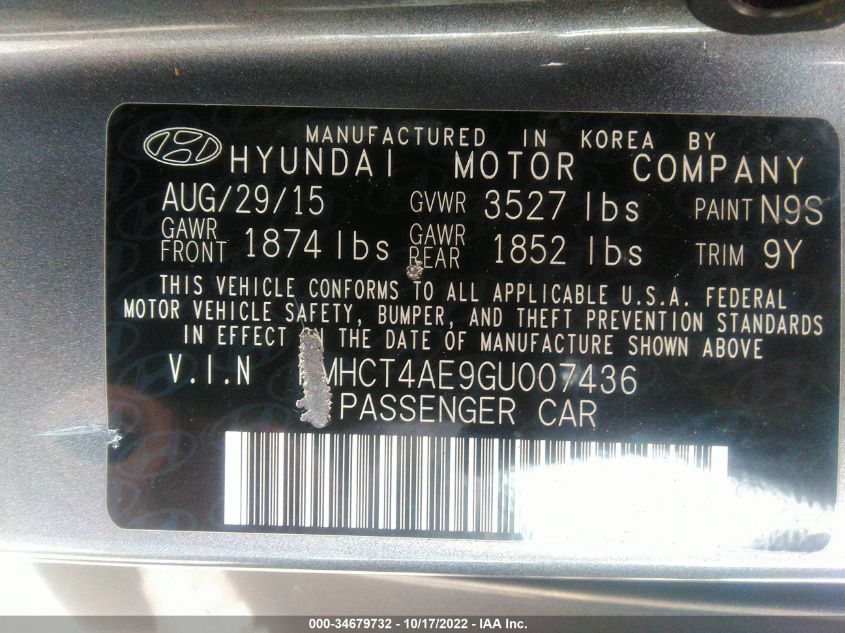 MANUFACTURED IN KOREA BY
HYUNDAI MOTOR COMPANY
AUG/29/15 GVWR 3527 lbs PAINT N9S
GAWR FRONT 1874 lbs GAWR REAR 1852 lbs TRIM 9Y
THIS VEHICLE CONFORMS TO ALL APPLICABLE U.S.A. FEDERAL
MOTOR VEHICLE SAFETY, BUMPER, AND THEFT PREVENTION STANDARDS
IN EFFECT ON THE DATE OF MANUFACTURE SHOWN ABOVE
V.I.N MHCT4AE9GU007436
PASSENGER CAR
000-34679732 - 10/17/2022 - IAA Inc.